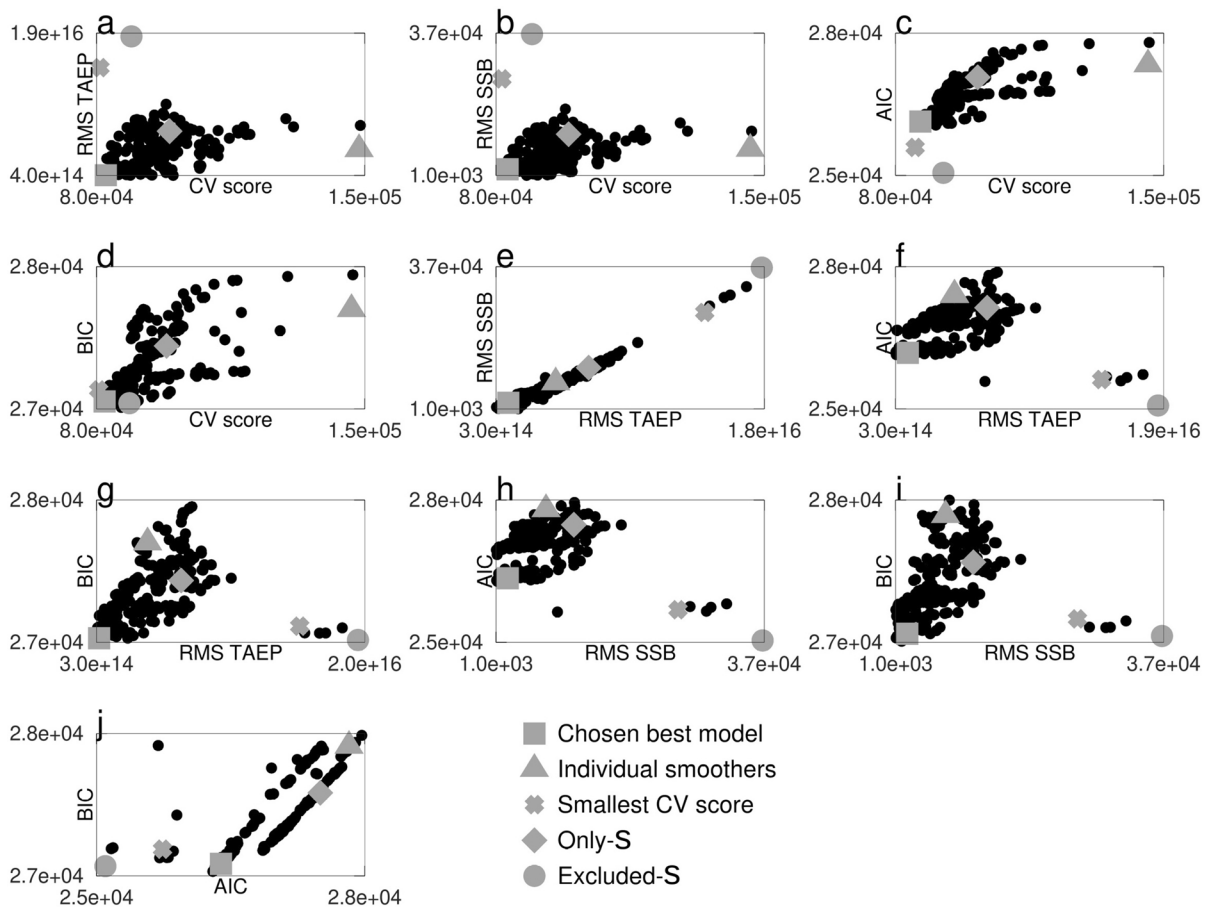 a
1.9e+16
RMS TAEP
4.0e+14
8.0e+04
CV score
1.5e+05
b
3.7e+04
RMS SSB
1.0e+03
8.0e+04
CV score
1.5e+05
c
2.8e+04
AIC
2.5e+04
8.0e+04
CV score
1.5e+05
d
2.8e+04
BIC
2.7e+04
8.0e+04
CV score
1.5e+05
e
3.7e+04
RMS SSB
1.0e+03
3.0e+14
RMS TAEP
1.8e+16
f
2.8e+04
AIC
2.5e+04
3.0e+14
RMS TAEP
1.9e+16
g
2.8e+04
BIC
2.7e+04
3.0e+14
RMS TAEP
2.0e+16
h
2.8e+04
AIC
2.5e+04
1.0e+03
RMS SSB
3.7e+04
i
2.8e+04
BIC
2.7e+04
1.0e+03
RMS SSB
3.7e+04
j
2.8e+04
BIC
2.7e+04
2.5e+04
AIC
2.8e+04
Chosen best model
Individual smoothers
Smallest CV score
Only-S
Excluded-S